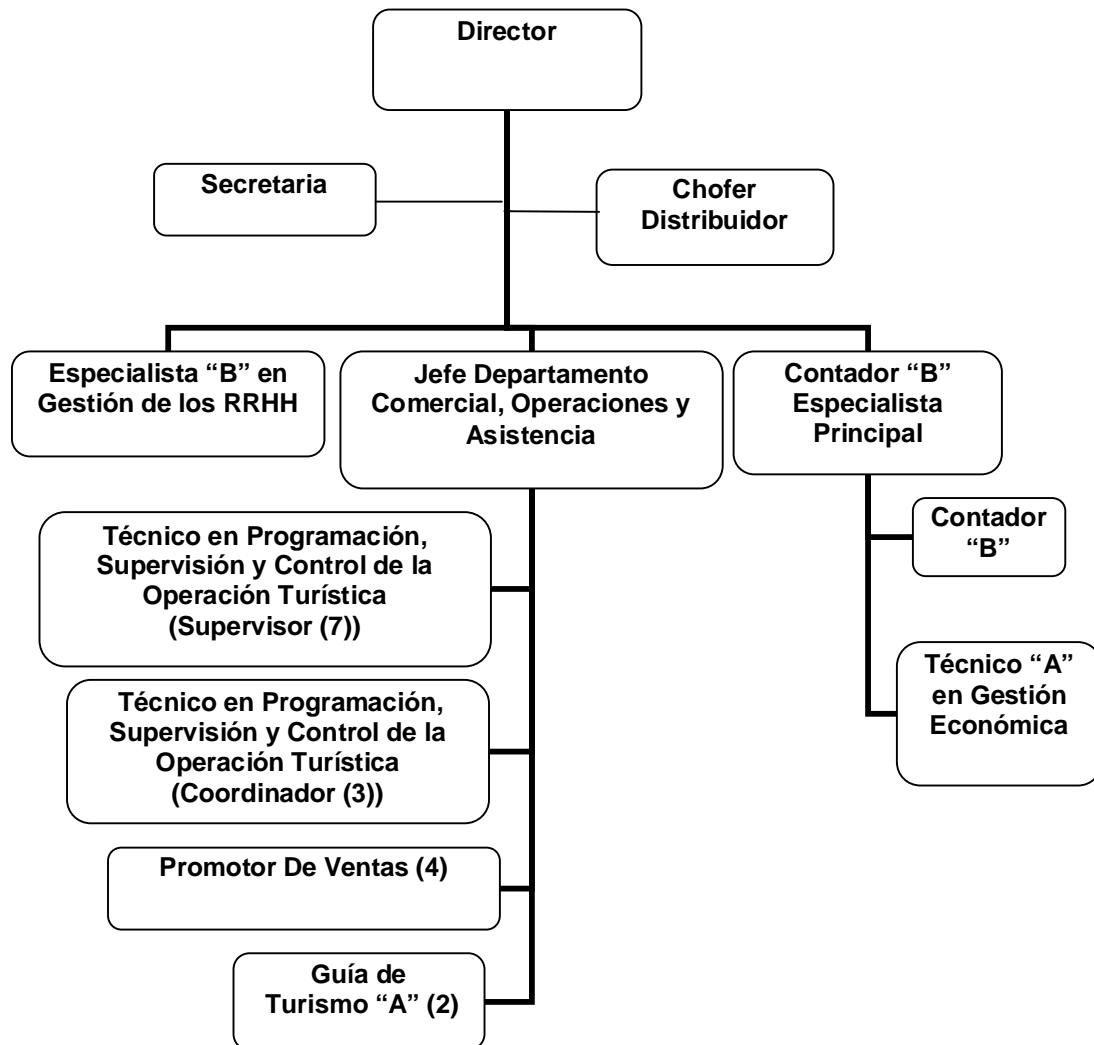 Director
Secretaria
Chofer
Distribuidor
Especialista “B” en
Gestión de los RRHH
Jefe Departamento
Comercial, Operaciones y
Asistencia
Contador “B”
Especialista
Principal
Técnico en Programación,
Supervisión y Control de la
Operación Turística
(Supervisor (7))
Técnico en Programación,
Supervisión y Control de la
Operación Turística
(Coordinador (3))
Promotor De Ventas (4)
Guía de
Turismo “A” (2)
Contador
“B”
Técnico “A”
en Gestión
Económica